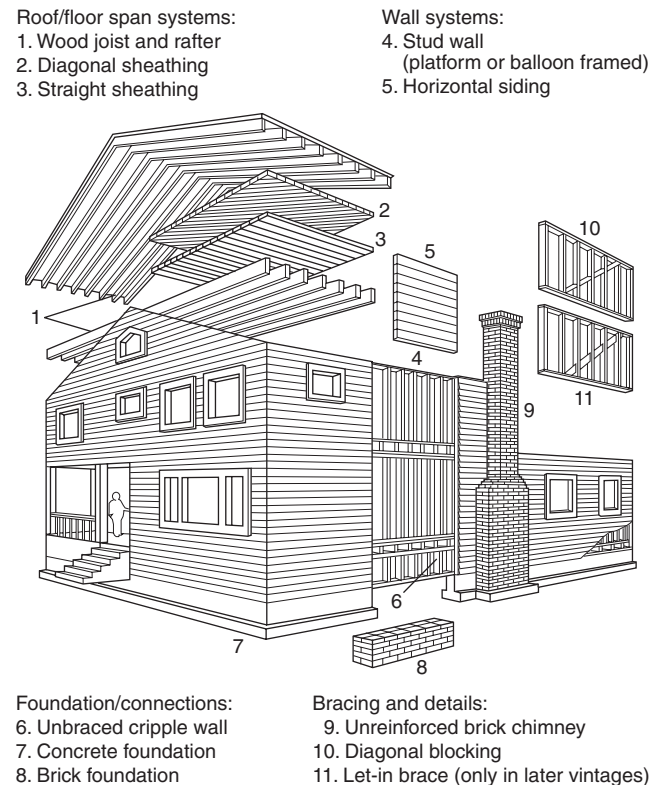 Roof/floor span systems:
1. Wood joist and rafter
2. Diagonal sheathing
3. Straight sheathing
Wall systems:
4. Stud wall
(platform or balloon framed)
5. Horizontal siding
10
2
3
5
1
4
11
9
6
7
8
Foundation/connections:
6. Unbraced cripple wall
7. Concrete foundation
8. Brick foundation
Bracing and details:
9. Unreinforced brick chimney
10. Diagonal blocking
11. Let-in brace (only in later vintages)